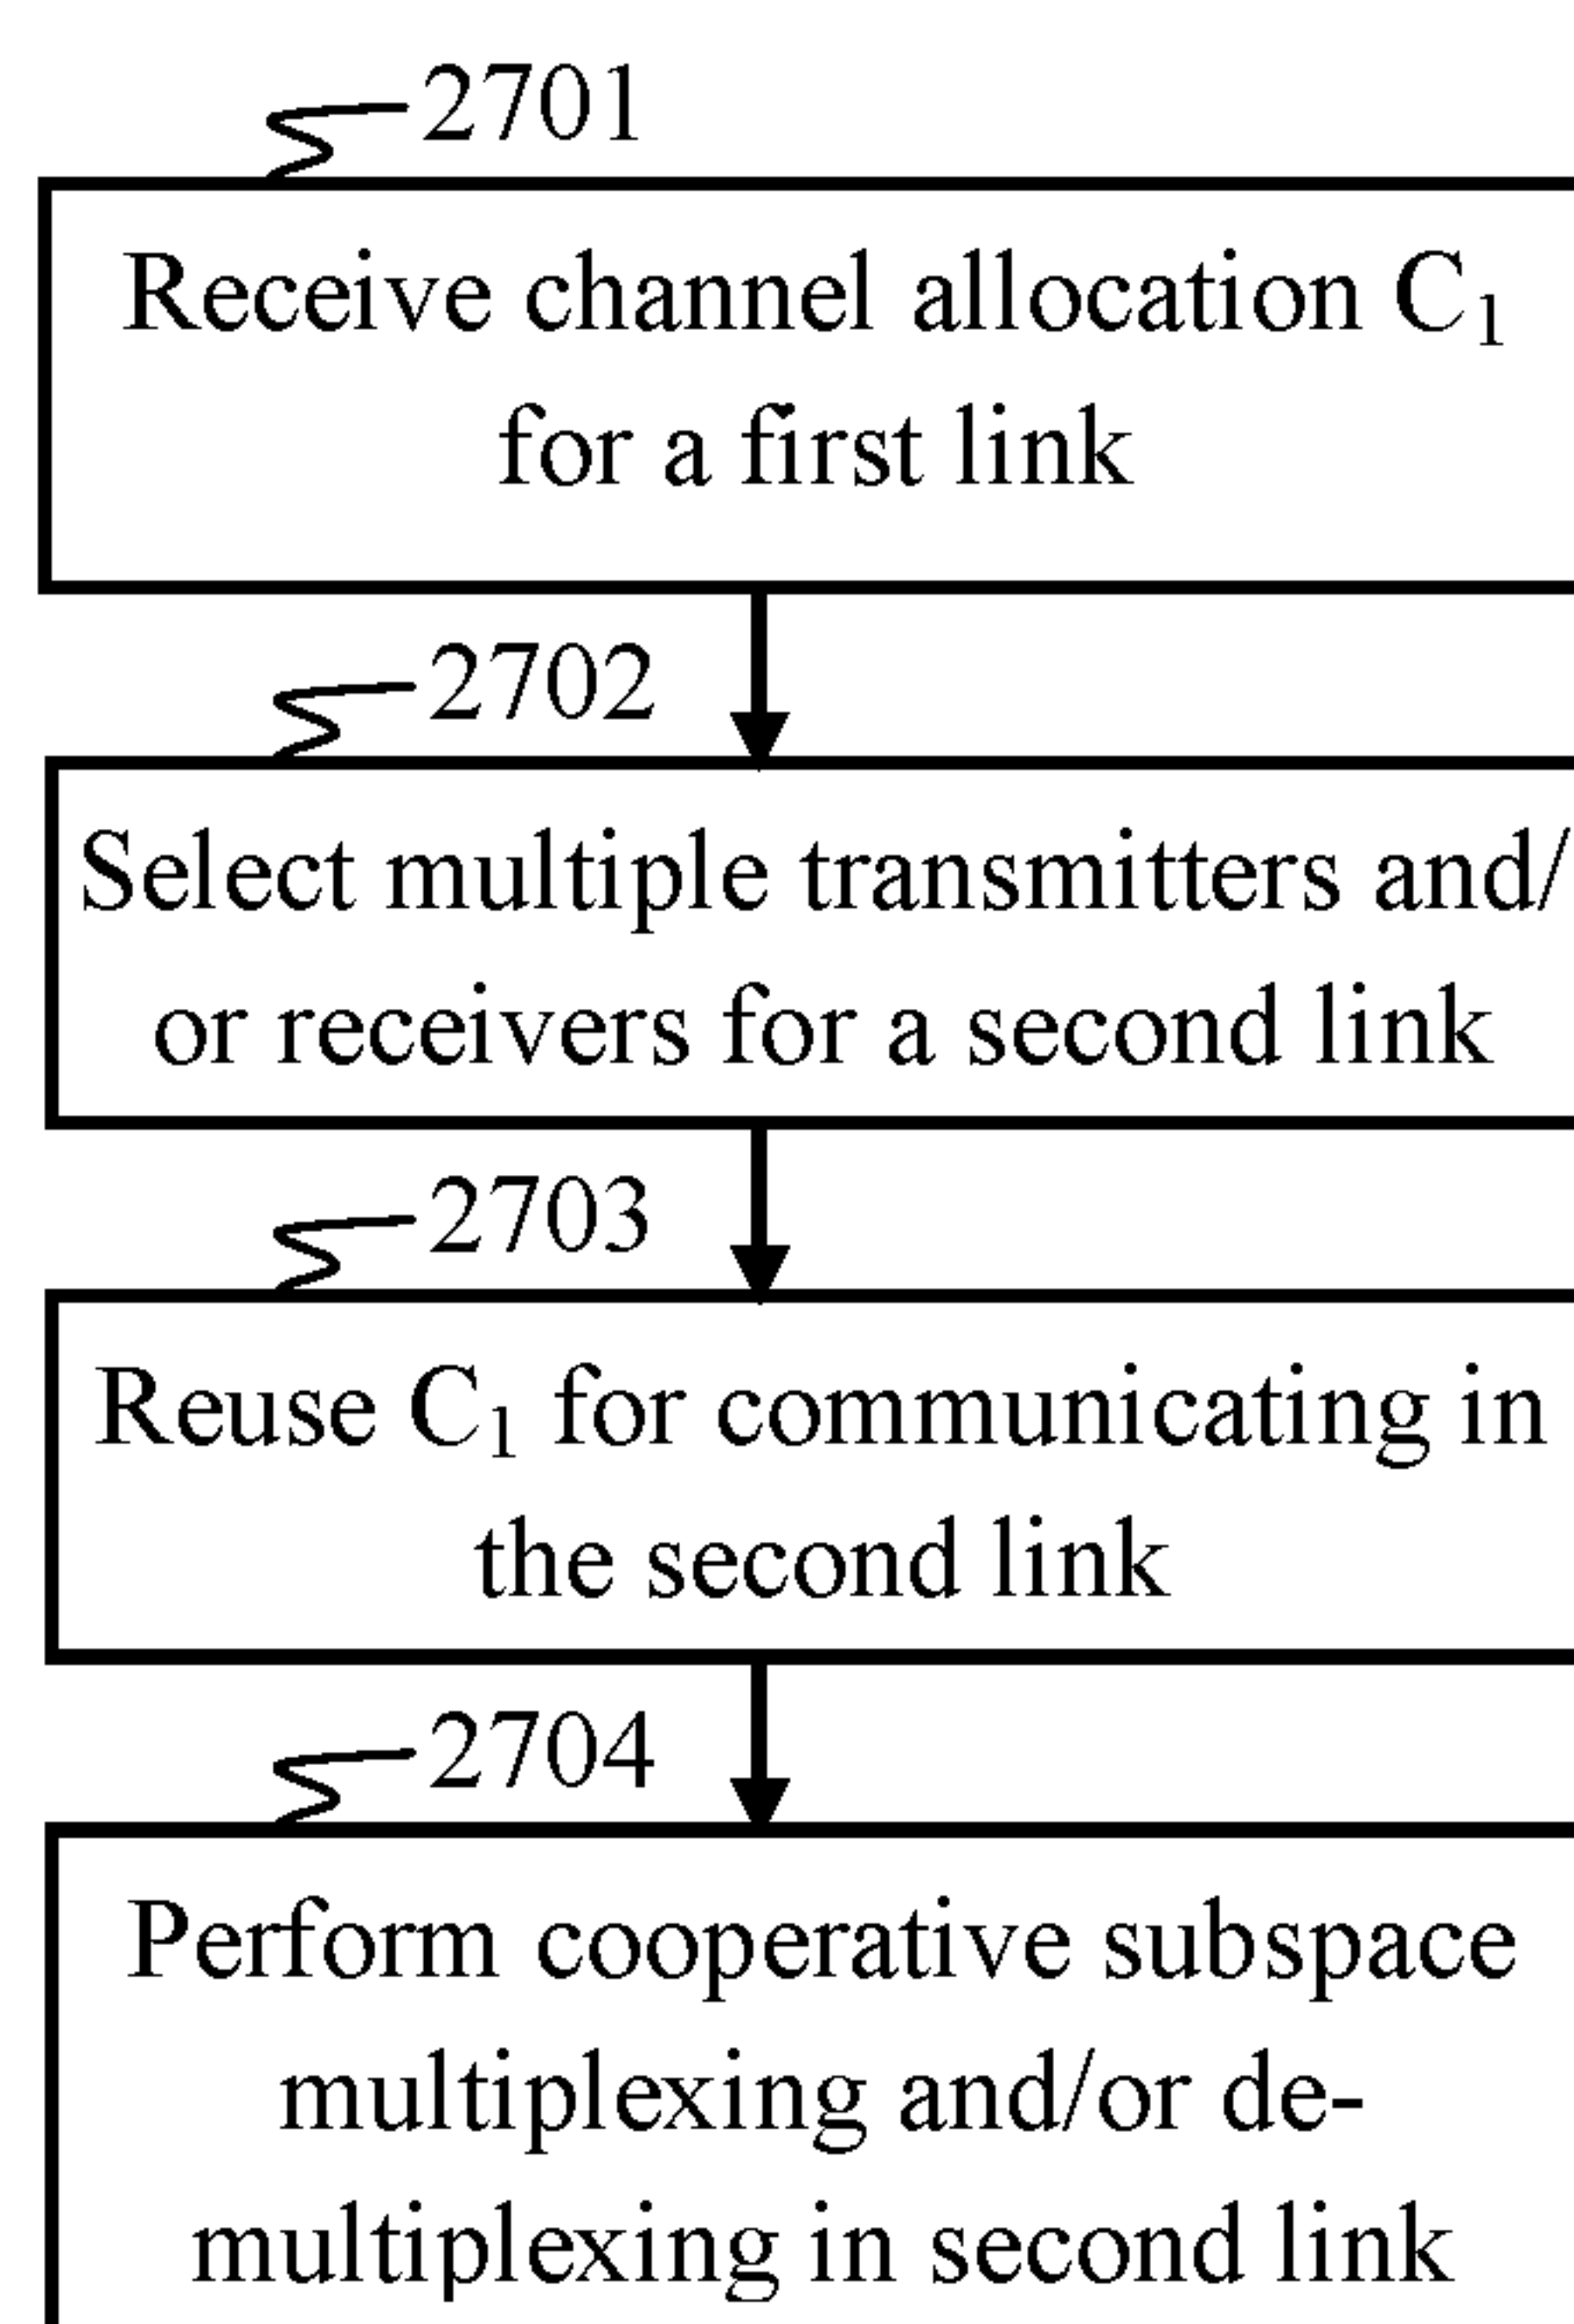 2701
Receive channel allocation C₁
for a first link
2702
Select multiple transmitters and/
or receivers for a second link
2703
Reuse C₁ for communicating in
the second link
2704
Perform cooperative subspace
multiplexing and/or de-
multiplexing in second link